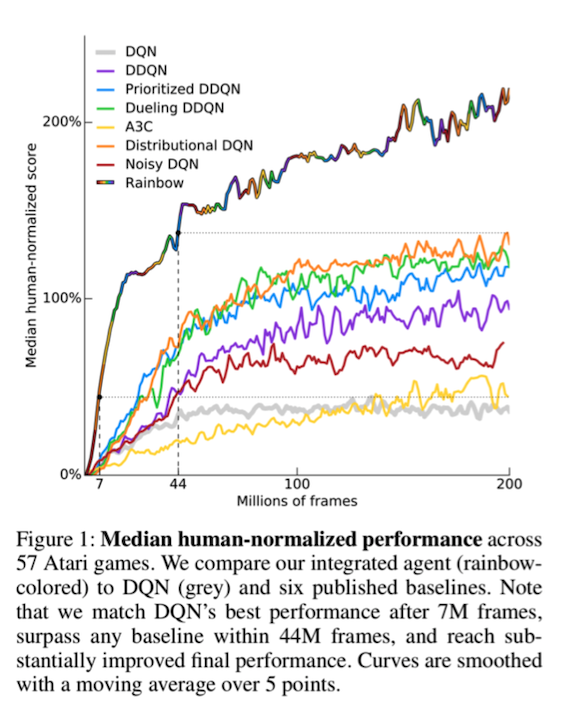 DQN
DDQN
Prioritized DDQN
Dueling DDQN
A3C
Distributional DQN
Noisy DQN
Rainbow
Median human-normalized score
200%
100%
0%
7
44
100
200
Millions of frames
Figure 1: Median human-normalized performance across
57 Atari games. We compare our integrated agent (rainbow-
colored) to DQN (grey) and six published baselines. Note
that we match DQN's best performance after 7M frames,
surpass any baseline within 44M frames, and reach sub-
stantially improved final performance. Curves are smoothed
with a moving average over 5 points.